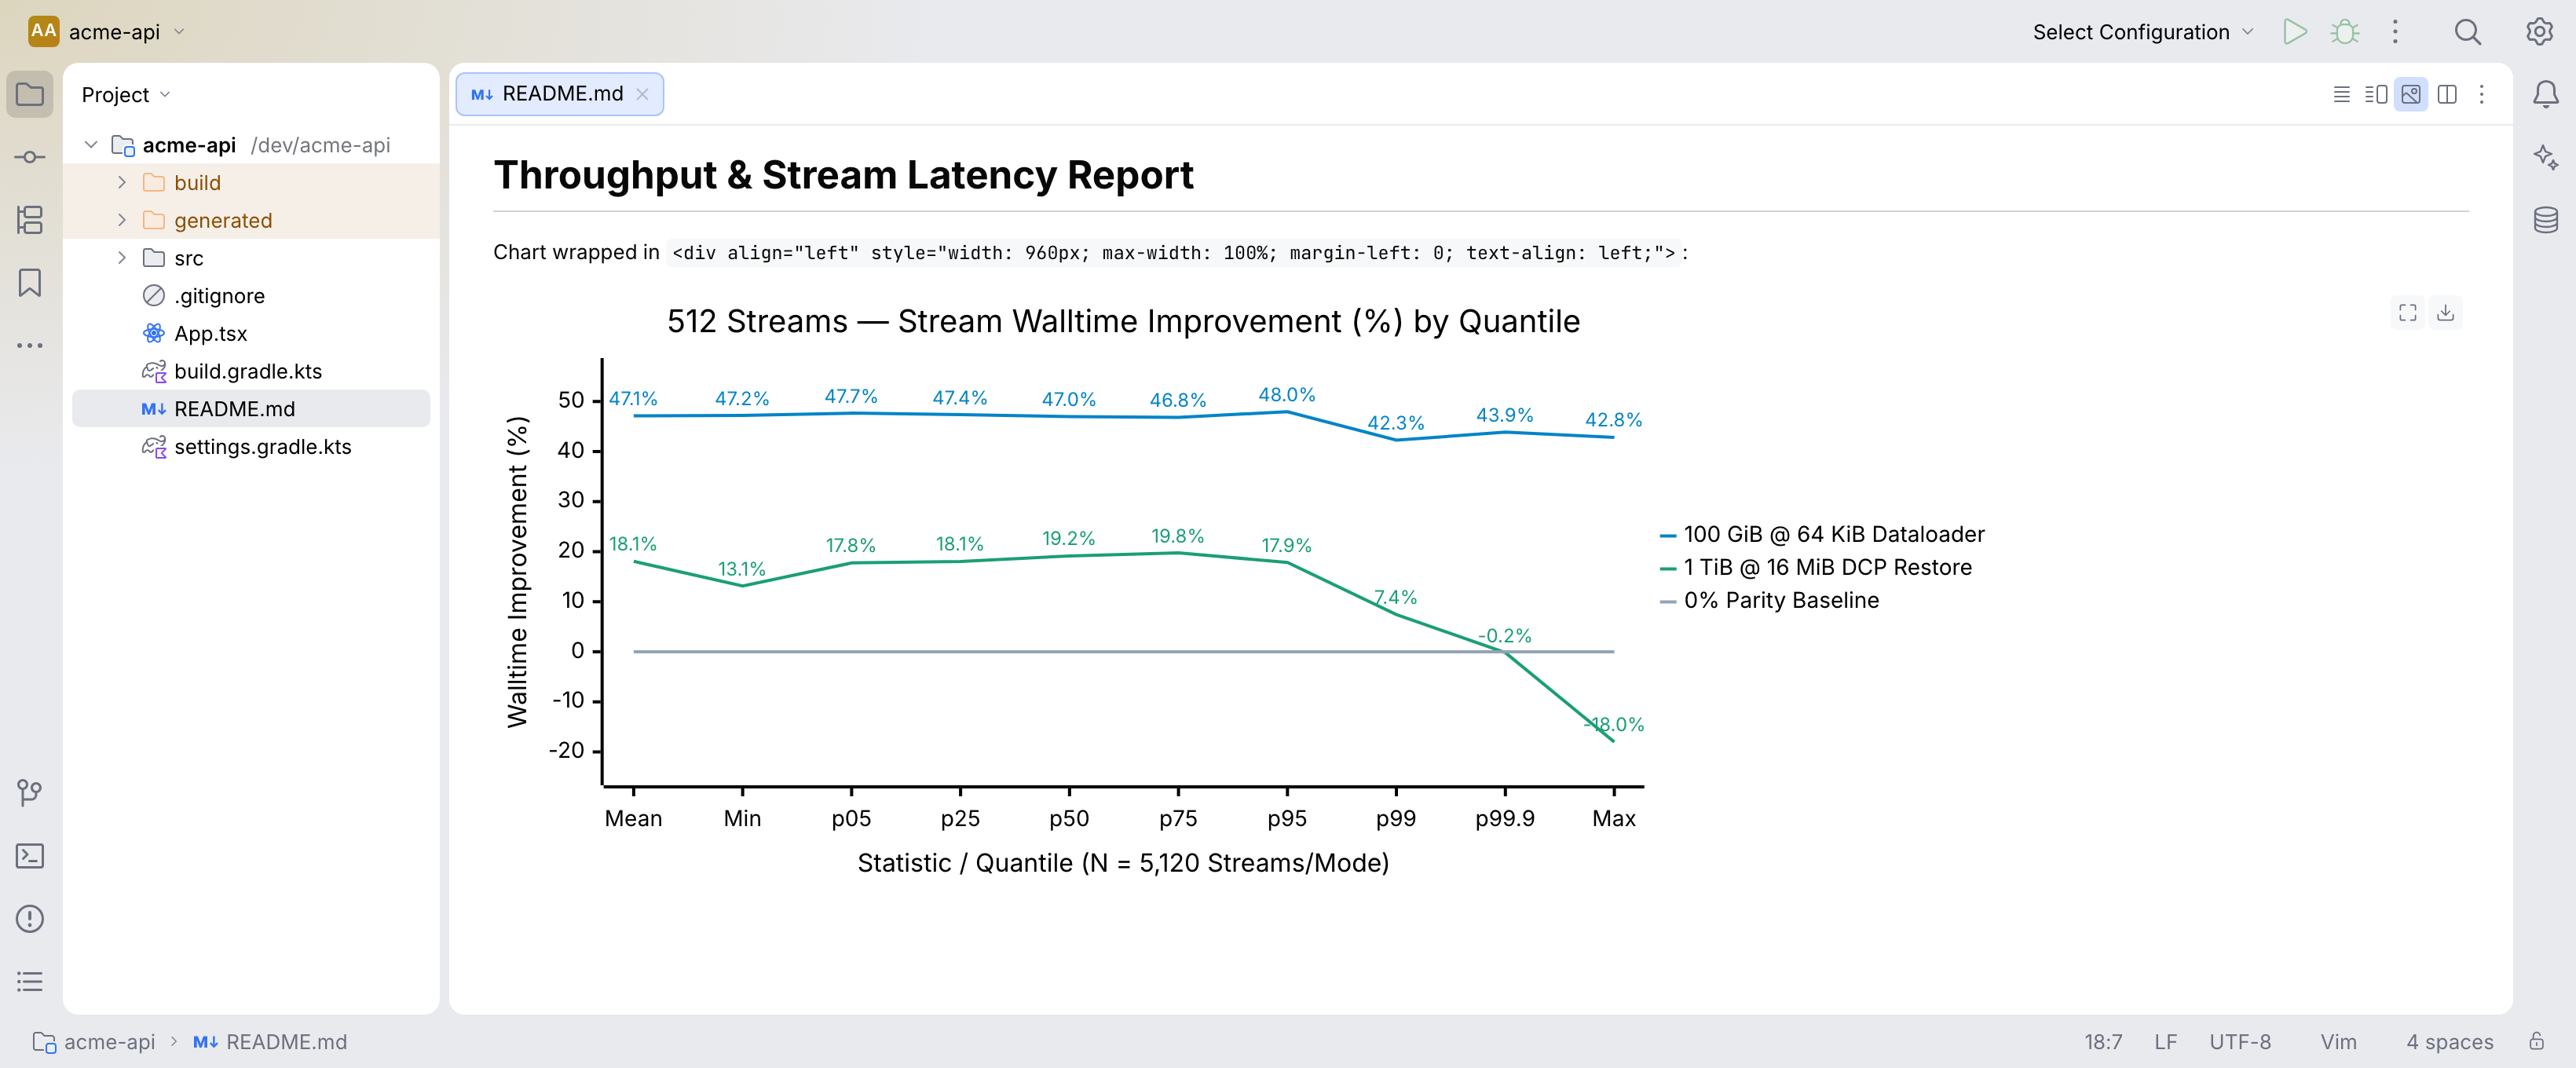 AA acme-api
Select Configuration
Project
README.md
acme-api /dev/acme-api
build
generated
src
.gitignore
App.tsx
build.gradle.kts
M↓ README.md
settings.gradle.kts
M↓ README.md
Throughput & Stream Latency Report
Chart wrapped in <div align="left" style="width: 960px; max-width: 100%; margin-left: 0; text-align: left;">:
512 Streams — Stream Walltime Improvement (%) by Quantile
Walltime Improvement (%)
50
40
30
20
10
0
-10
-20
47.1% 47.2% 47.7% 47.4% 47.0% 46.8% 48.0% 42.3% 43.9% 42.8%
18.1% 13.1% 17.8% 18.1% 19.2% 19.8% 17.9% 7.4% -0.2% -18.0%
100 GiB @ 64 KiB Dataloader
1 TiB @ 16 MiB DCP Restore
0% Parity Baseline
Mean Min p05 p25 p50 p75 p95 p99 p99.9 Max
Statistic / Quantile (N = 5,120 Streams/Mode)
acme-api > M↓ README.md
18:7 LF UTF-8 Vim 4 spaces